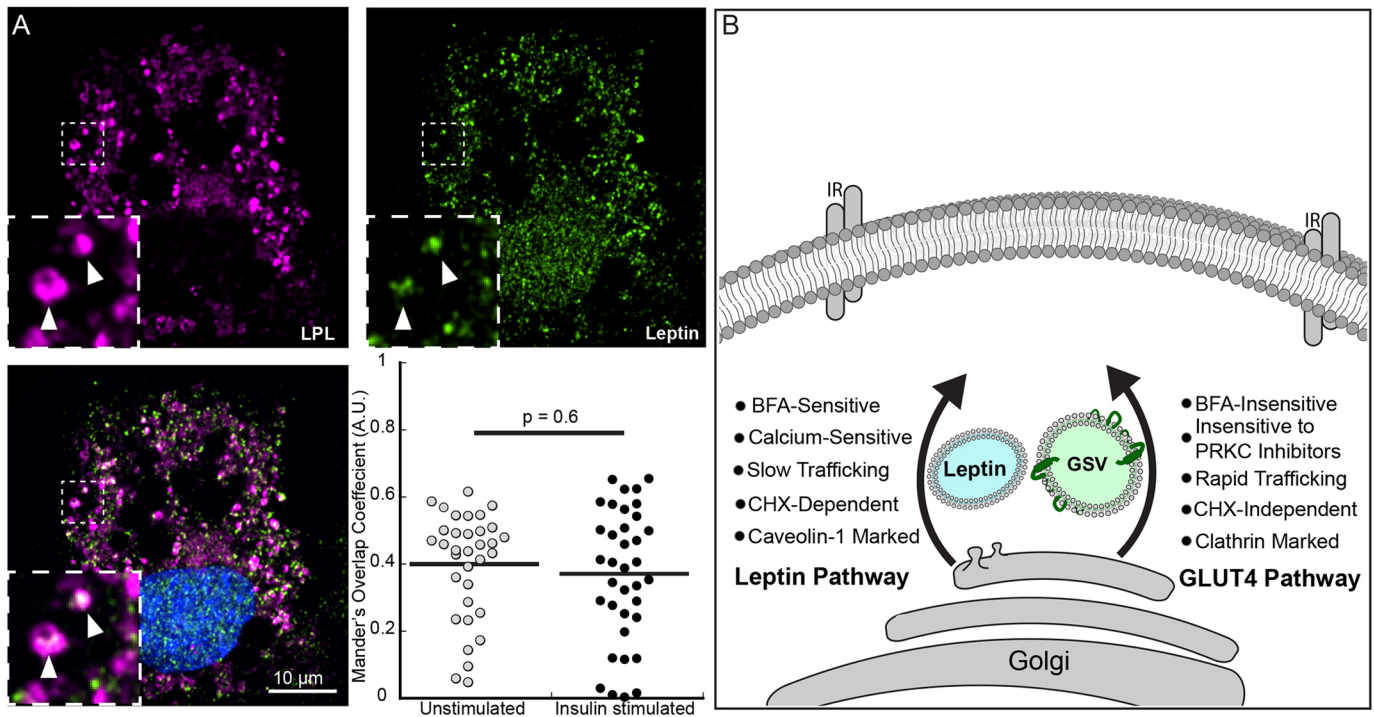 A
LPL
Leptin
10 µm
Mander's Overlap Coeffecient (A.U.)
1
0.8
0.6
0.4
0.2
0
p = 0.6
Unstimulated
Insulin stimulated
B
IR
IR
BFA-Sensitive
Calcium-Sensitive
Slow Trafficking
CHX-Dependent
Caveolin-1 Marked
Leptin Pathway
Leptin
GSV
BFA-Insensitive
Insensitive to
PRKC Inhibitors
Rapid Trafficking
CHX-Independent
Clathrin Marked
GLUT4 Pathway
Golgi